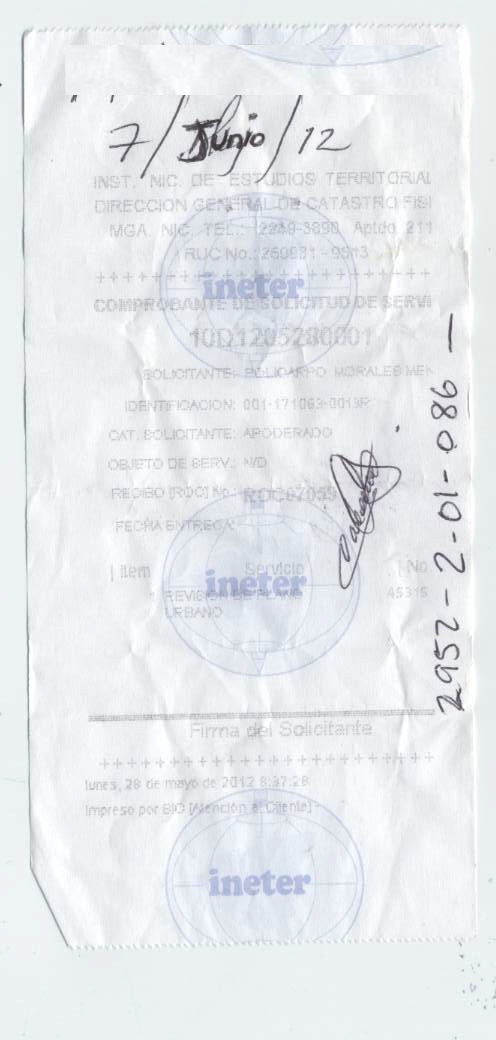 7/Junio/12
INST. NIC. DE ESTUDIOS TERRITORIAL
DIRECCION GENERAL DE CATASTRO FISI
MGA. NIC. TEL.: 2249-3890 Aptdo 211
RUC No.:
ineter
COMPROBANTE DE SOLICITUD DE SERVI
10D1205280001
SOLICITANTE: POLICARPO MORALES
IDENTIFICACION: 001-171063-0013R
CAT. SOLICITANTE: APODERADO
OBJETO DE SERV.: N/D
RECIBO [ROC] No.:
FECHA ENTREGA:
| Item Servicio | No
ineter
REVISION DE PLANO 45315
URBANO
2952-2-01-086-
Firma del Solicitante
lunes, 28 de mayo de 2012 8:37:28
Impreso por BIO [Atención al Cliente]
ineter